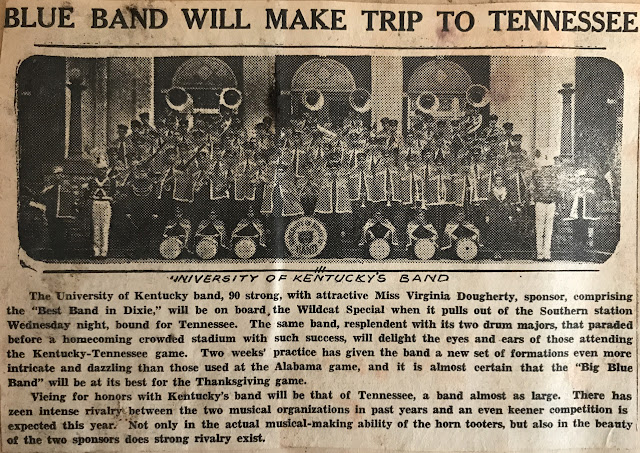 BLUE BAND WILL MAKE TRIP TO TENNESSEE
UNIVERSITY OF KENTUCKY'S BAND
The University of Kentucky band, 90 strong, with attractive Miss Virginia Dougherty, sponsor, comprising
the "Best Band in Dixie," will be on board the Wildcat Special when it pulls out of the Southern station
Wednesday night, bound for Tennessee. The same band, resplendent with its two drum majors, that paraded
before a homecoming crowded stadium with such success, will delight the eyes and ears of those attending
the Kentucky-Tennessee game. Two weeks' practice has given the band a new set of formations even more
intricate and dazzling than those used at the Alabama game, and it is almost certain that the "Big Blue
Band" will be at its best for the Thanksgiving game.
Vieing for honors with Kentucky's band will be that of Tennessee, a band almost as large. There has
zeen intense rivalry between the two musical organizations in past years and an even keener competition is
expected this year. Not only in the actual musical-making ability of the horn tooters, but also in the beauty
of the two sponsors does strong rivalry exist.